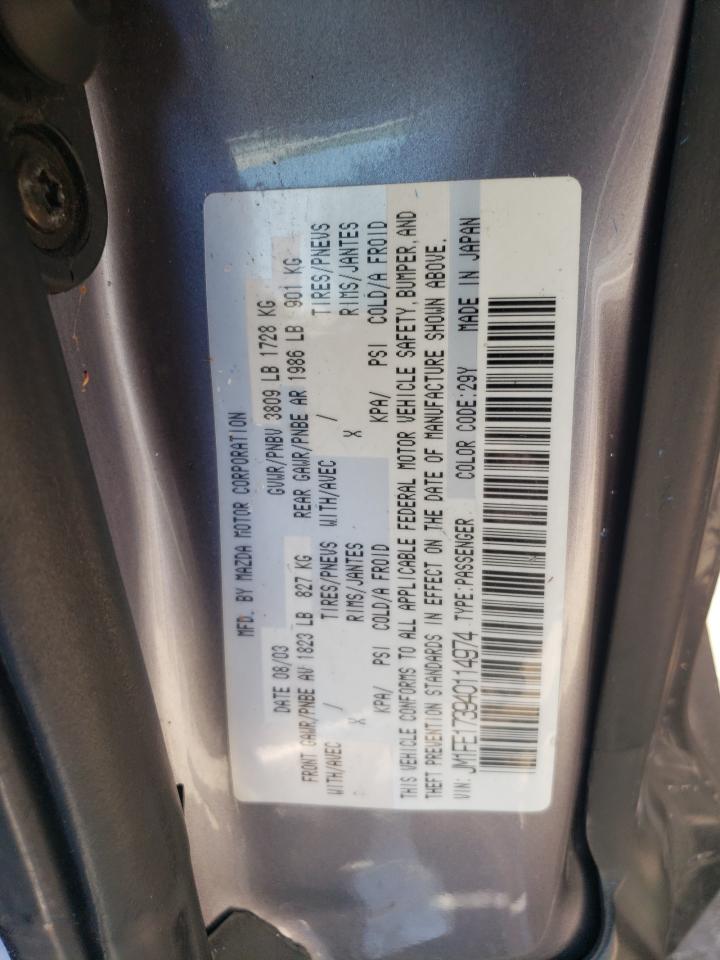 MFD. BY MAZDA MOTOR CORPORATION
DATE 08/03 GVWR/PNBV 3809 LB 1728 KG
FRONT GAWR/PNBE AV 1823 LB 827 KG REAR GAWR/PNBE AR 1986 LB 901 KG
WITH/AVEC / TIRES/PNEUS WITH/AVEC / TIRES/PNEUS
X RIMS/JANTES X RIMS/JANTES
KPA/ PSI COLD/A FROID KPA/ PSI COLD/A FROID
THIS VEHICLE CONFORMS TO ALL APPLICABLE FEDERAL MOTOR VEHICLE SAFETY, BUMPER, AND
THEFT PREVENTION STANDARDS IN EFFECT ON THE DATE OF MANUFACTURE SHOWN ABOVE.
VIN: JM1FE173940114974 TYPE:PASSENGER COLOR CODE:29Y MADE IN JAPAN